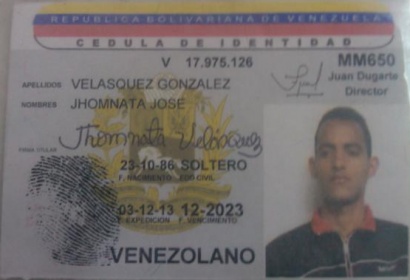 REPUBLICA BOLIVARIANA DE VENEZUELA
CEDULA DE IDENTIDAD
V 17.975.126
MM650
Juan Dugarte
Director
APELLIDOS VELASQUEZ GONZALEZ
NOMBRES JHOMNATA JOSE
Jhomnata Velasquez
FIRMA TITULAR
23-10-86 SOLTERO
F. NACIMIENTO EDO CIVIL
03-12-13 12-2023
F. EXPEDICION F. VENCIMIENTO
VENEZOLANO